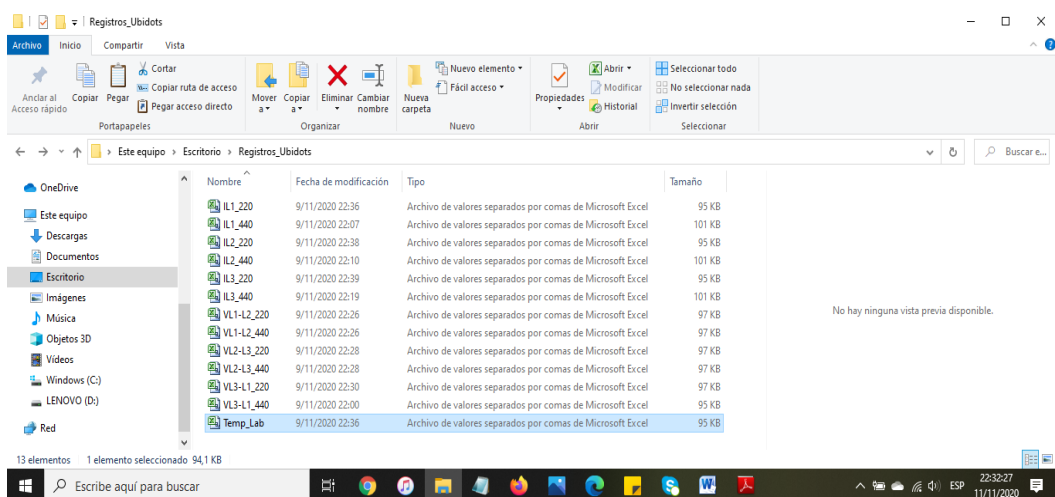 Registros_Ubidots
Archivo Inicio Compartir Vista
Anclar al Acceso rápido
Copiar
Pegar
Cortar
Copiar ruta de acceso
Pegar acceso directo
Mover a
Copiar a
Eliminar
Cambiar nombre
Nueva carpeta
Nuevo elemento
Fácil acceso
Propiedades
Abrir
Modificar
Historial
Seleccionar todo
No seleccionar nada
Invertir selección
Portapapeles Organizar Nuevo Abrir Seleccionar
Este equipo > Escritorio > Registros_Ubidots
Buscar e...
OneDrive
Este equipo
Descargas
Documentos
Escritorio
Imágenes
Música
Objetos 3D
Vídeos
Windows (C:)
LENOVO (D:)
Red
Nombre Fecha de modificación Tipo Tamaño
IL1_220 9/11/2020 22:36 Archivo de valores separados por comas de Microsoft Excel 95 KB
IL1_440 9/11/2020 22:07 Archivo de valores separados por comas de Microsoft Excel 101 KB
IL2_220 9/11/2020 22:38 Archivo de valores separados por comas de Microsoft Excel 95 KB
IL2_440 9/11/2020 22:10 Archivo de valores separados por comas de Microsoft Excel 101 KB
IL3_220 9/11/2020 22:39 Archivo de valores separados por comas de Microsoft Excel 95 KB
IL3_440 9/11/2020 22:19 Archivo de valores separados por comas de Microsoft Excel 101 KB
VL1-L2_220 9/11/2020 22:26 Archivo de valores separados por comas de Microsoft Excel 97 KB
VL1-L2_440 9/11/2020 22:26 Archivo de valores separados por comas de Microsoft Excel 97 KB
VL2-L3_220 9/11/2020 22:28 Archivo de valores separados por comas de Microsoft Excel 97 KB
VL2-L3_440 9/11/2020 22:28 Archivo de valores separados por comas de Microsoft Excel 97 KB
VL3-L1_220 9/11/2020 22:30 Archivo de valores separados por comas de Microsoft Excel 97 KB
VL3-L1_440 9/11/2020 22:00 Archivo de valores separados por comas de Microsoft Excel 95 KB
Temp_Lab 9/11/2020 22:36 Archivo de valores separados por comas de Microsoft Excel 95 KB
No hay ninguna vista previa disponible.
13 elementos 1 elemento seleccionado 94,1 KB
Escribe aquí para buscar
ESP
22:32:27
11/11/2020